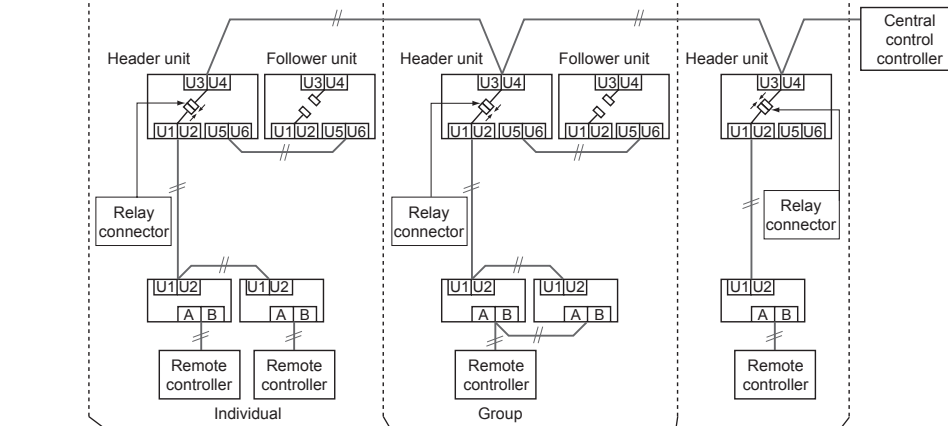 Central
control
controller
Header unit Follower unit Header unit Follower unit Header unit
U3 U4 U3 U4 U3 U4 U3 U4 U3 U4
U1 U2 U5 U6 U1 U2 U5 U6 U1 U2 U5 U6 U1 U2 U5 U6 U1 U2 U5 U6
Relay
connector
Relay
connector
Relay
connector
U1 U2 U1 U2 U1 U2 U1 U2 U1 U2
A B A B A B A B A B
Remote
controller
Remote
controller
Remote
controller
Remote
controller
Individual Group